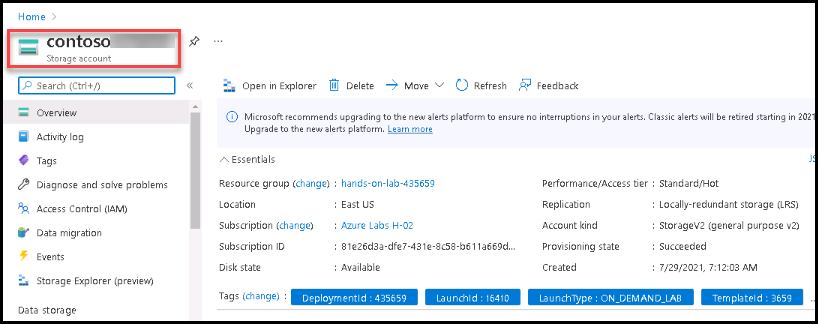 Home >
contoso
Storage account
...
Search (Ctrl+/)
«
Overview
Activity log
Tags
Diagnose and solve problems
Access Control (IAM)
Data migration
Events
Storage Explorer (preview)
Data storage
Open in Explorer Delete Move Refresh Feedback
Microsoft recommends upgrading to the new alerts platform to ensure no interruptions in your alerts. Classic alerts will be retired starting in 2021
Upgrade to the new alerts platform. Learn more
Essentials JS
Resource group (change) : hands-on-lab-435659 Performance/Access tier : Standard/Hot
Location : East US Replication : Locally-redundant storage (LRS)
Subscription (change) : Azure Labs H-02 Account kind : StorageV2 (general purpose v2)
Subscription ID : 81e26d3a-dfe7-431e-8c58-b611a669d... Provisioning state : Succeeded
Disk state : Available Created : 7/29/2021, 7:12:03 AM
Tags (change) : DeploymentId : 435659 LaunchId : 16410 LaunchType : ON_DEMAND_LAB TemplateId : 3659 ...